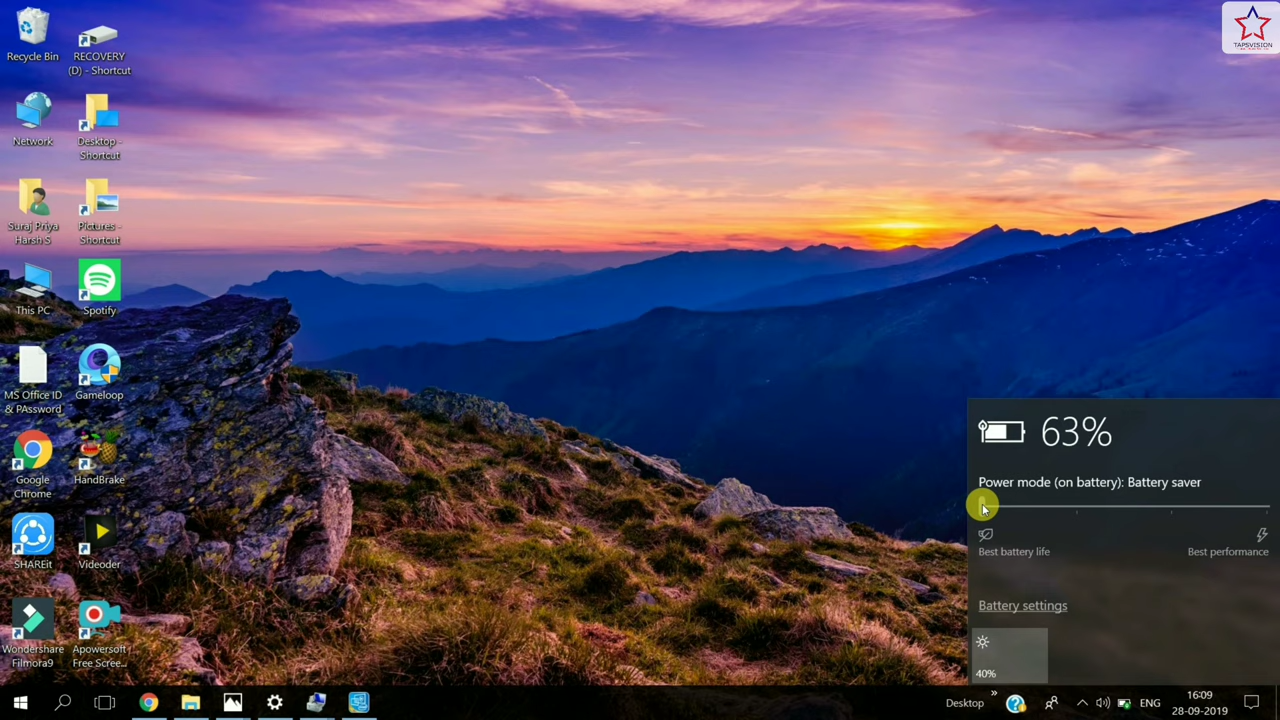 Recycle Bin
RECOVERY
(D) - Shortcut
Network
Desktop -
Shortcut
Suraj Priya
Harsh S
Pictures -
Shortcut
This PC
Spotify
MS Office ID
& PAssword
Gameloop
Google
Chrome
HandBrake
SHAREit
Videoder
Wondershare
Filmora9
Apowersoft
Free Scree...
TAPSVISION
63%
Power mode (on battery): Battery saver
Best battery life
Best performance
Battery settings
40%
Desktop
»
ENG
16:09
28-09-2019